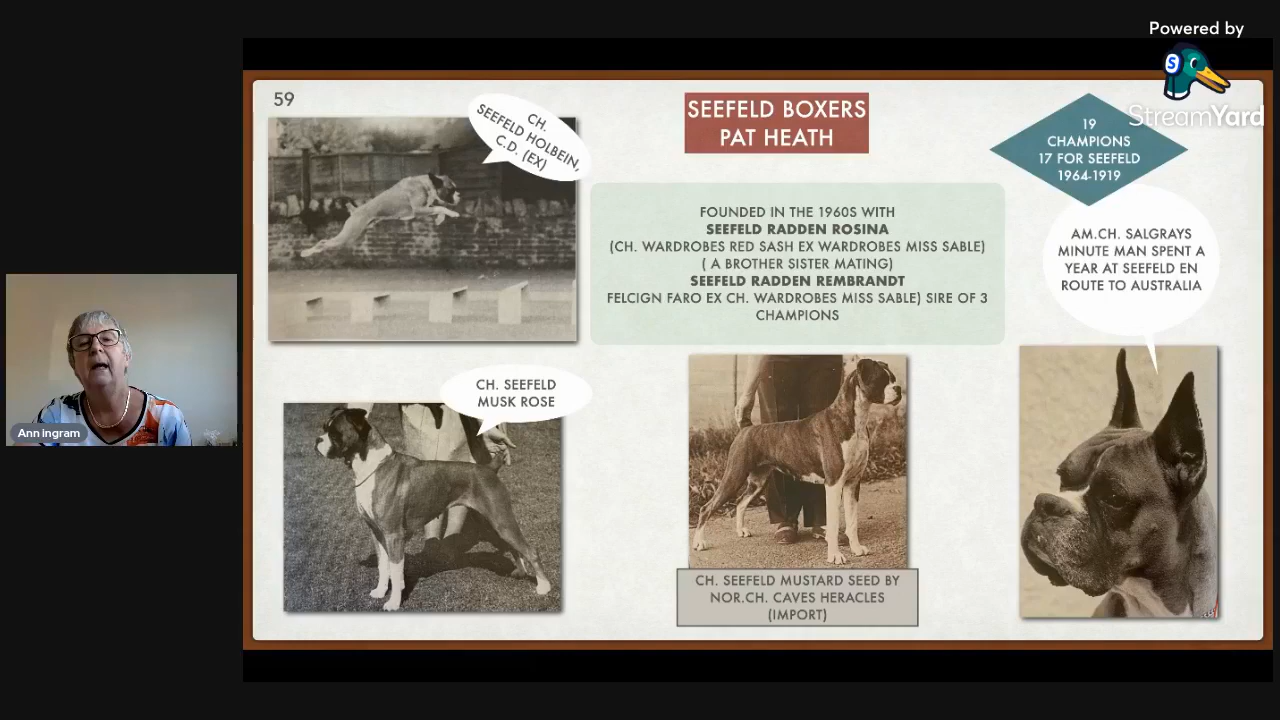 Powered by
StreamYard
59
CH.
SEEFELD HOLBEIN,
C.D. (EX)
SEEFELD BOXERS
PAT HEATH
19
CHAMPIONS
17 FOR SEEFELD
1964-1919
FOUNDED IN THE 1960S WITH
SEEFELD RADDEN ROSINA
(CH. WARDROBES RED SASH EX WARDROBES MISS SABLE)
( A BROTHER SISTER MATING)
SEEFELD RADDEN REMBRANDT
FELCIGN FARO EX CH. WARDROBES MISS SABLE) SIRE OF 3
CHAMPIONS
AM.CH. SALGRAYS
MINUTE MAN SPENT A
YEAR AT SEEFELD EN
ROUTE TO AUSTRALIA
CH. SEEFELD
MUSK ROSE
CH. SEEFELD MUSTARD SEED BY
NOR.CH. CAVES HERACLES
(IMPORT)
Ann Ingram